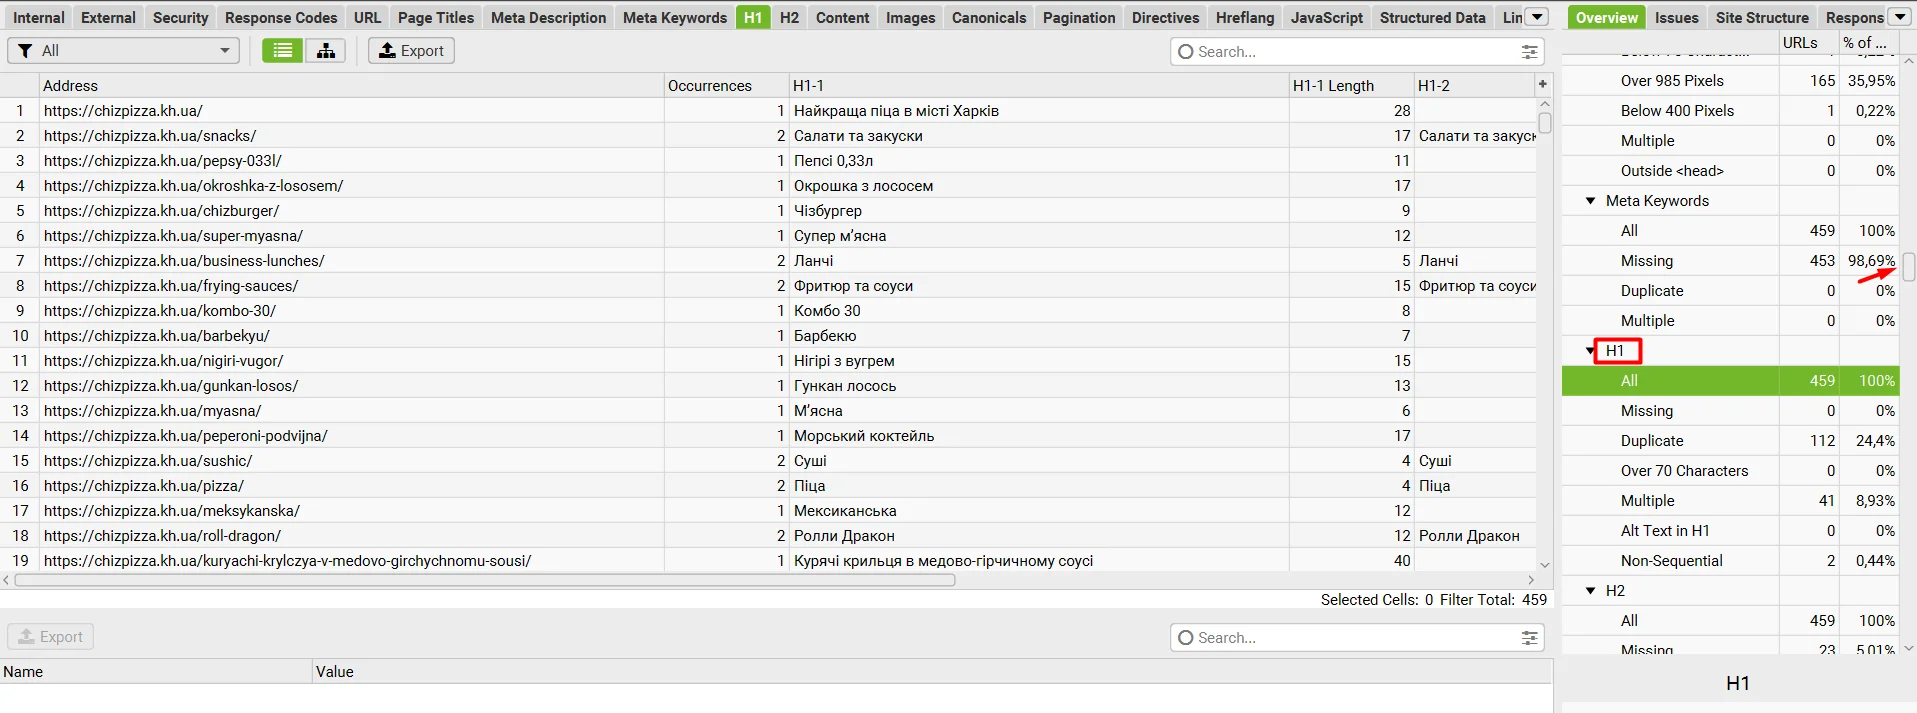 Internal External Security Response Codes URL Page Titles Meta Description Meta Keywords H1 H2 Content Images Canonicals Pagination Directives Hreflang JavaScript Structured Data Lin
All Export Search...
Address Occurrences H1-1 H1-1 Length H1-2 +
1 https://chizpizza.kh.ua/ 1 Найкраща піца в місті Харків 28
2 https://chizpizza.kh.ua/snacks/ 2 Салати та закуски 17 Салати та закуск
3 https://chizpizza.kh.ua/pepsy-033l/ 1 Пепсі 0,33л 11
4 https://chizpizza.kh.ua/okroshka-z-lososem/ 1 Окрошка з лососем 17
5 https://chizpizza.kh.ua/chizburger/ 1 Чізбургер 9
6 https://chizpizza.kh.ua/super-myasna/ 1 Супер м’ясна 12
7 https://chizpizza.kh.ua/business-lunches/ 2 Ланчі 5 Ланчі
8 https://chizpizza.kh.ua/frying-sauces/ 2 Фритюр та соуси 15 Фритюр та соуси
9 https://chizpizza.kh.ua/kombo-30/ 1 Комбо 30 8
10 https://chizpizza.kh.ua/barbekyu/ 1 Барбекю 7
11 https://chizpizza.kh.ua/nigiri-vugor/ 1 Нігірі з вугрем 15
12 https://chizpizza.kh.ua/gunkan-losos/ 1 Гункан лосось 13
13 https://chizpizza.kh.ua/myasna/ 1 М’ясна 6
14 https://chizpizza.kh.ua/peperoni-podvijna/ 1 Морський коктейль 17
15 https://chizpizza.kh.ua/sushic/ 2 Суші 4 Суші
16 https://chizpizza.kh.ua/pizza/ 2 Піца 4 Піца
17 https://chizpizza.kh.ua/meksykanska/ 1 Мексиканська 12
18 https://chizpizza.kh.ua/roll-dragon/ 2 Ролли Дракон 12 Ролли Дракон
19 https://chizpizza.kh.ua/kuryachi-krylczya-v-medovo-girchychnomu-sousi/ 1 Курячі крильця в медово-гірчичному соусі 40
Selected Cells: 0 Filter Total: 459
Export Search...
Name Value
Overview Issues Site Structure Respons
URLs % of ...
Over 985 Pixels 165 35,95%
Below 400 Pixels 1 0,22%
Multiple 0 0%
Outside <head> 0 0%
Meta Keywords
All 459 100%
Missing 453 98,69%
Duplicate 0 0%
Multiple 0 0%
H1
All 459 100%
Missing 0 0%
Duplicate 112 24,4%
Over 70 Characters 0 0%
Multiple 41 8,93%
Alt Text in H1 0 0%
Non-Sequential 2 0,44%
H2
All 459 100%
Missing 23 5,01%
H1